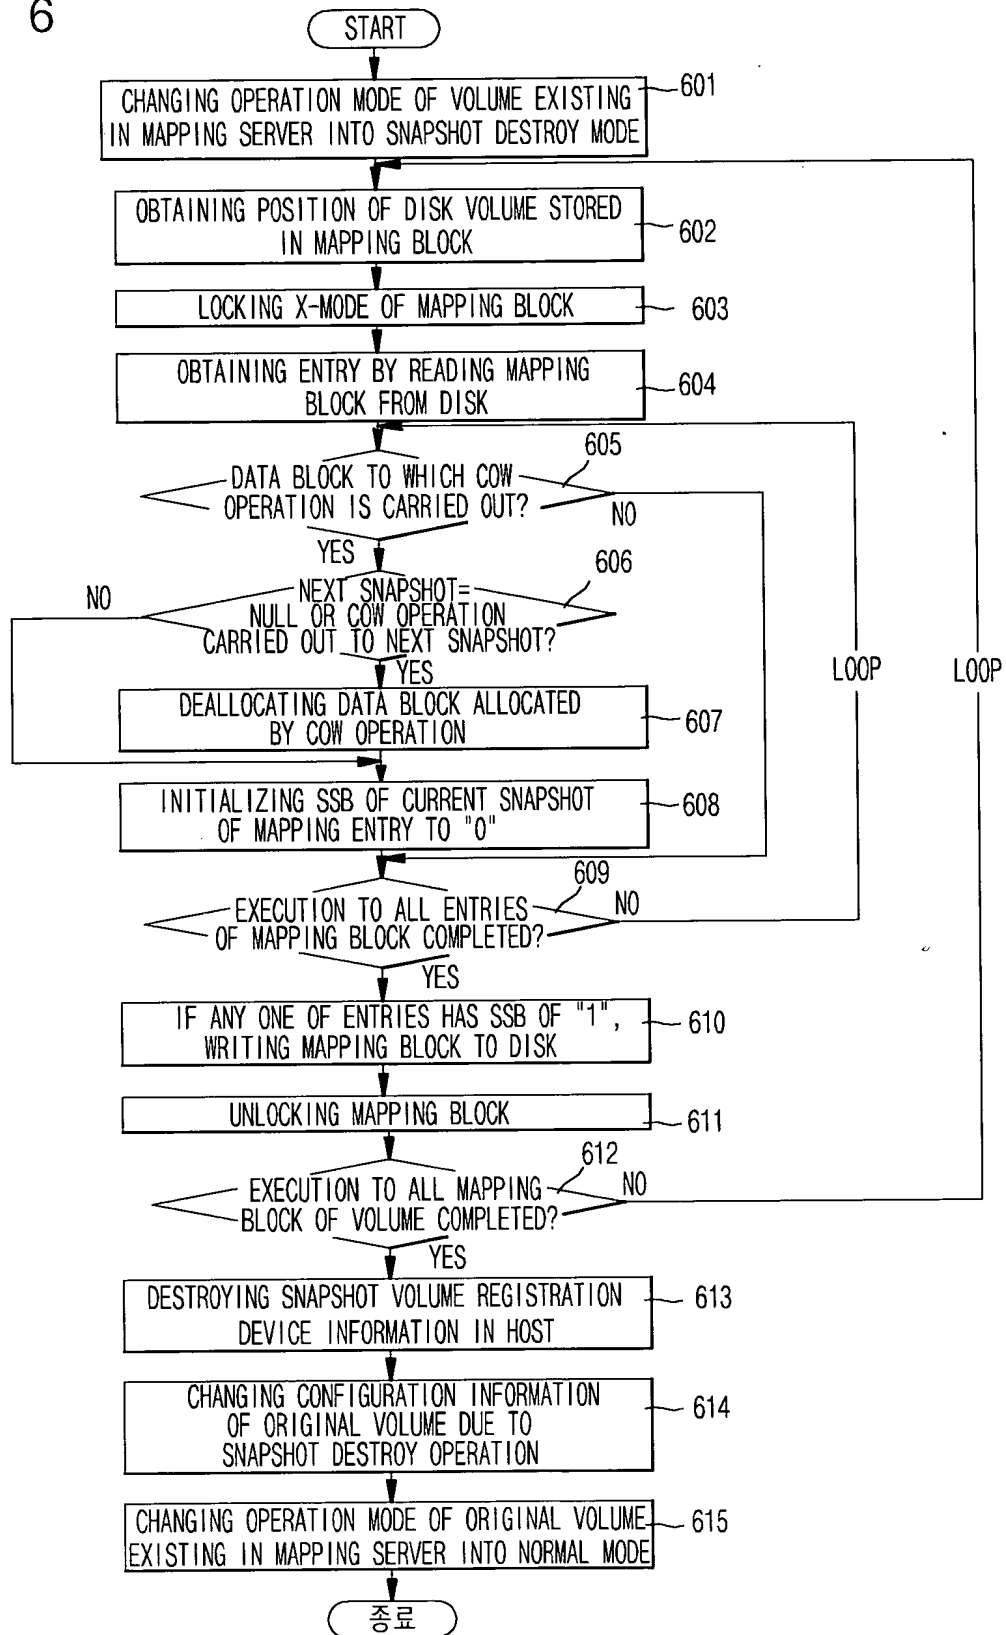 6
START
CHANGING OPERATION MODE OF VOLUME EXISTING
IN MAPPING SERVER INTO SNAPSHOT DESTROY MODE
601
OBTAINING POSITION OF DISK VOLUME STORED
IN MAPPING BLOCK
602
LOCKING X-MODE OF MAPPING BLOCK
603
OBTAINING ENTRY BY READING MAPPING
BLOCK FROM DISK
604
605
DATA BLOCK TO WHICH COW
OPERATION IS CARRIED OUT?
NO
YES
606
NO
NEXT SNAPSHOT=
NULL OR COW OPERATION
CARRIED OUT TO NEXT SNAPSHOT?
YES
LOOP
LOOP
DEALLOCATING DATA BLOCK ALLOCATED
BY COW OPERATION
607
INITIALIZING SSB OF CURRENT SNAPSHOT
OF MAPPING ENTRY TO "0"
608
609
EXECUTION TO ALL ENTRIES
OF MAPPING BLOCK COMPLETED?
NO
YES
IF ANY ONE OF ENTRIES HAS SSB OF "1",
WRITING MAPPING BLOCK TO DISK
610
UNLOCKING MAPPING BLOCK
611
612
EXECUTION TO ALL MAPPING
BLOCK OF VOLUME COMPLETED?
NO
YES
DESTROYING SNAPSHOT VOLUME REGISTRATION
DEVICE INFORMATION IN HOST
613
CHANGING CONFIGURATION INFORMATION
OF ORIGINAL VOLUME DUE TO
SNAPSHOT DESTROY OPERATION
614
CHANGING OPERATION MODE OF ORIGINAL VOLUME
EXISTING IN MAPPING SERVER INTO NORMAL MODE
615
종료